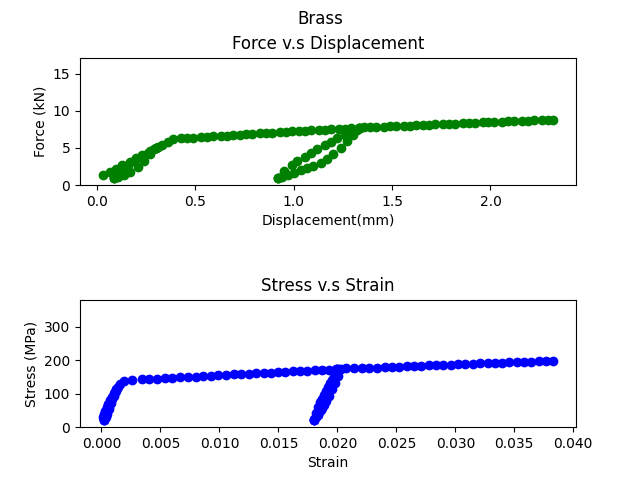 Brass
Force v.s Displacement
15
10
5
0
Force (kN)
0.0 0.5 1.0 1.5 2.0
Displacement(mm)
Stress v.s Strain
300
200
100
0
Stress (MPa)
0.000 0.005 0.010 0.015 0.020 0.025 0.030 0.035 0.040
Strain